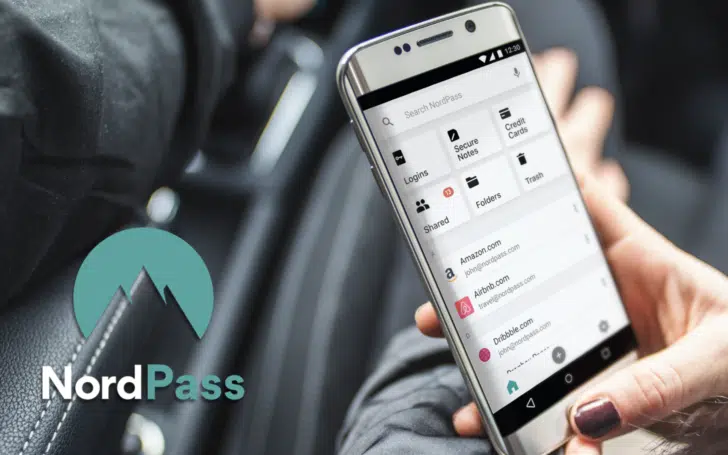 12:30
Search NordPass
Logins
Secure
Notes
Credit
Cards
Shared
13
Folders
Trash
Amazon.com
john@nordpass.com
Airbnb.com
travel@nordpass.com
Dribbble.com
john@nordpass.com
NordPass